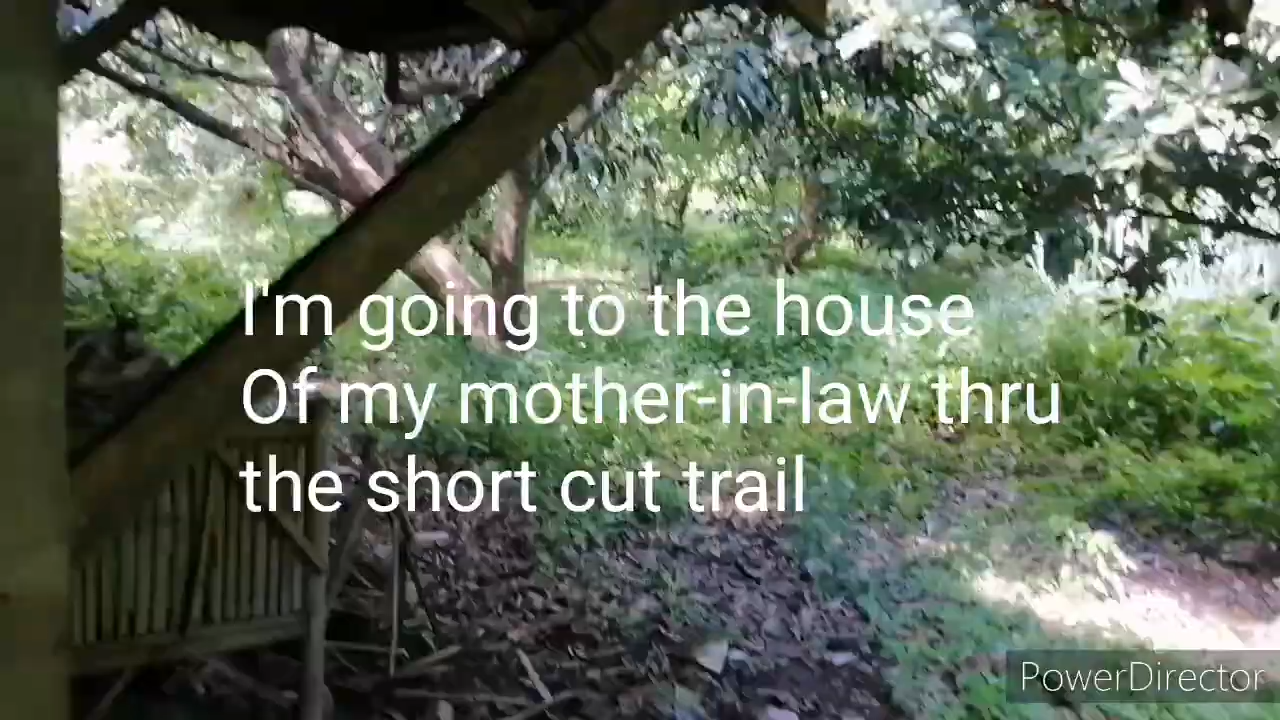 I'm going to the house
Of my mother-in-law thru
the short cut trail
PowerDirector